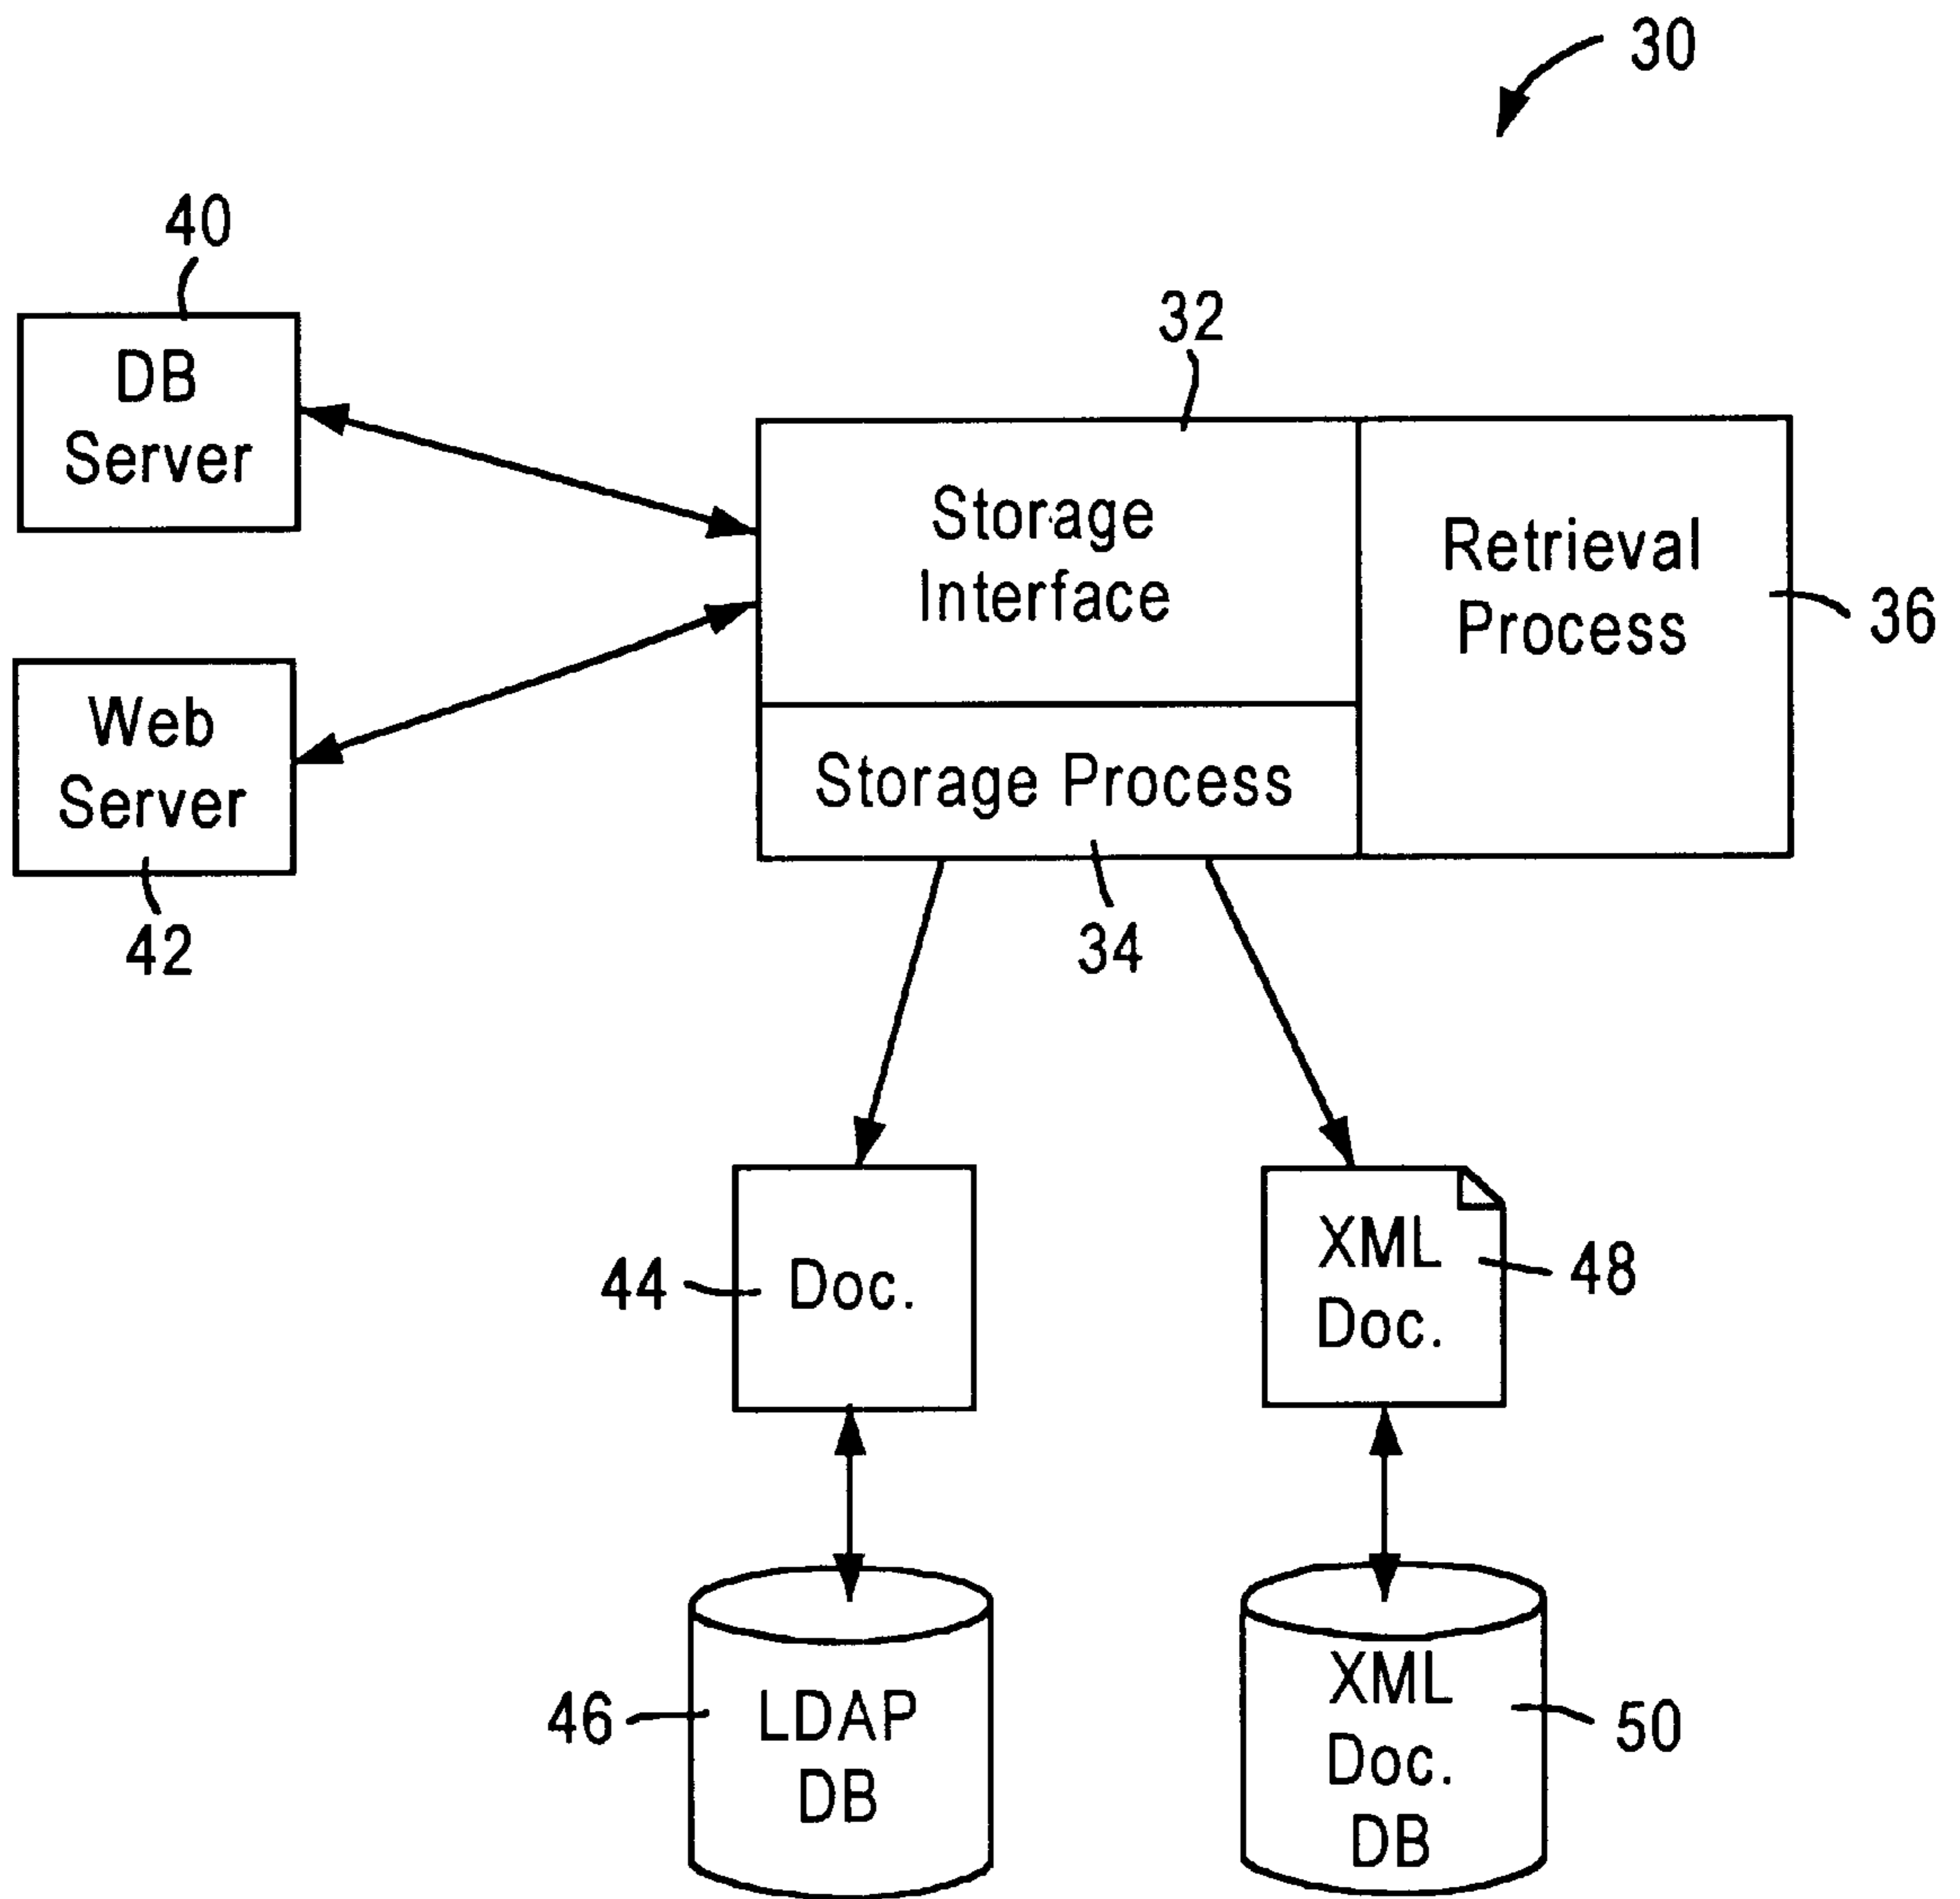 30
40
DB
Server
32
Storage
Interface
Retrieval
Process
36
Web
Server
42
Storage Process
34
44
Doc.
XML
Doc.
48
46
LDAP
DB
XML
Doc.
DB
50